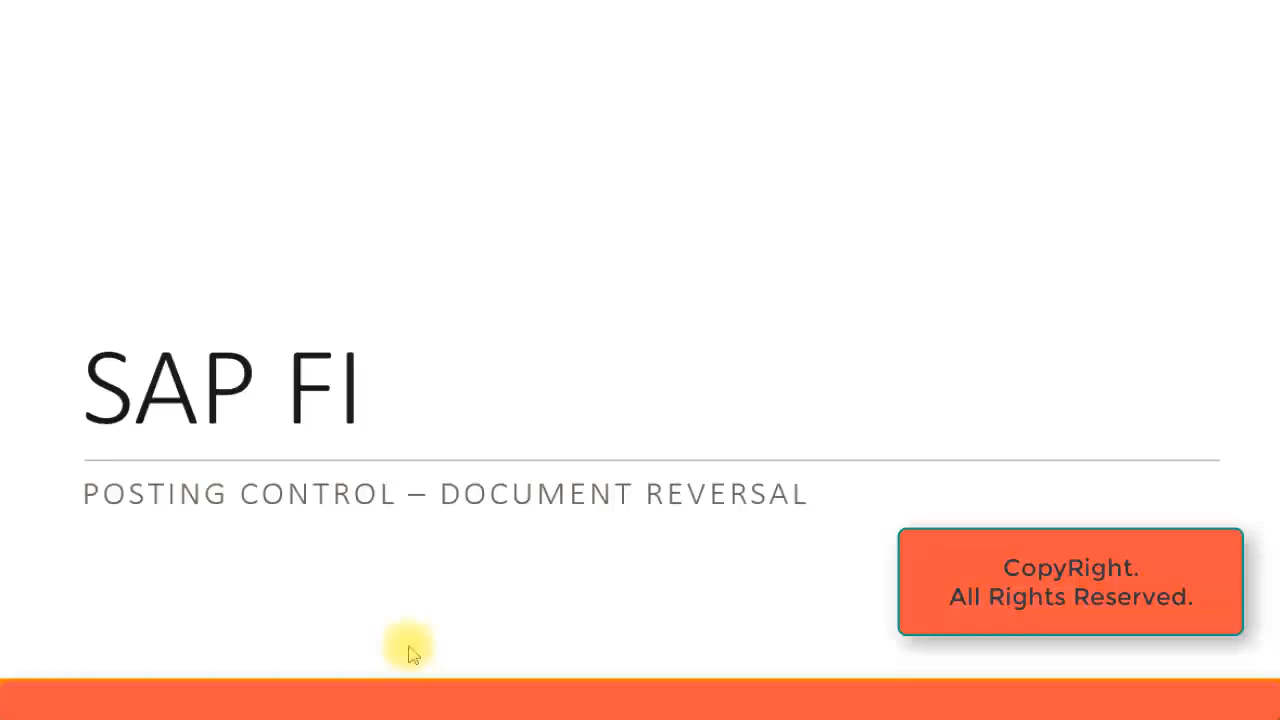 SAP FI
POSTING CONTROL – DOCUMENT REVERSAL
CopyRight.
All Rights Reserved.